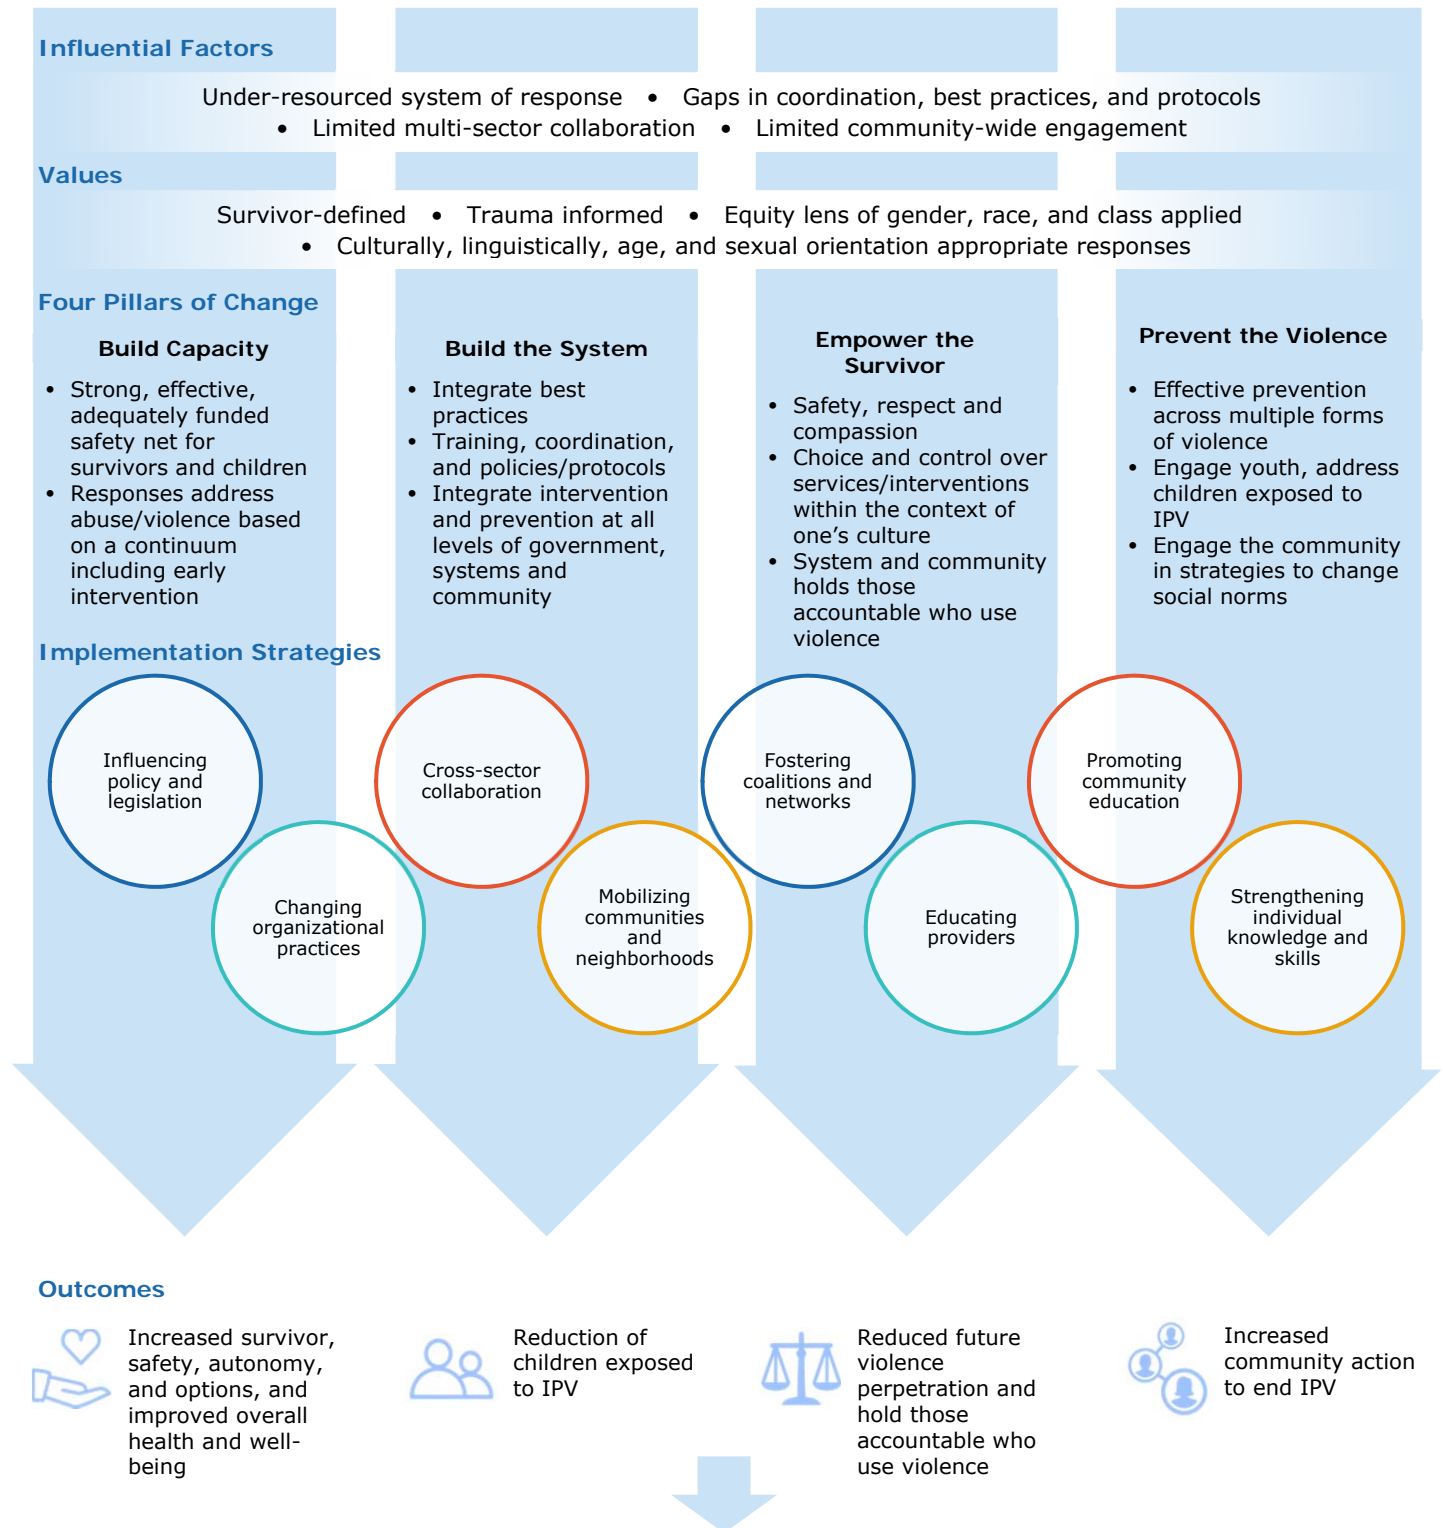 Influential Factors
Under-resourced system of response • Gaps in coordination, best practices, and protocols
• Limited multi-sector collaboration • Limited community-wide engagement
Values
Survivor-defined • Trauma informed • Equity lens of gender, race, and class applied
• Culturally, linguistically, age, and sexual orientation appropriate responses
Four Pillars of Change
Build Capacity
• Strong, effective,
adequately funded
safety net for
survivors and children
• Responses address
abuse/violence based
on a continuum
including early
intervention
Build the System
• Integrate best
practices
• Training, coordination,
and policies/protocols
• Integrate intervention
and prevention at all
levels of government,
systems and
community
Empower the
Survivor
• Safety, respect and
compassion
• Choice and control over
services/interventions
within the context of
one’s culture
• System and community
holds those
accountable who use
violence
Prevent the Violence
• Effective prevention
across multiple forms
of violence
• Engage youth, address
children exposed to
IPV
• Engage the community
in strategies to change
social norms
Implementation Strategies
Influencing
policy and
legislation
Changing
organizational
practices
Cross-sector
collaboration
Mobilizing
communities
and
neighborhoods
Fostering
coalitions and
networks
Educating
providers
Promoting
community
education
Strengthening
individual
knowledge and
skills
Outcomes
Increased survivor,
safety, autonomy,
and options, and
improved overall
health and well-
being
Reduction of
children exposed
to IPV
Reduced future
violence
perpetration and
hold those
accountable who
use violence
Increased
community action
to end IPV